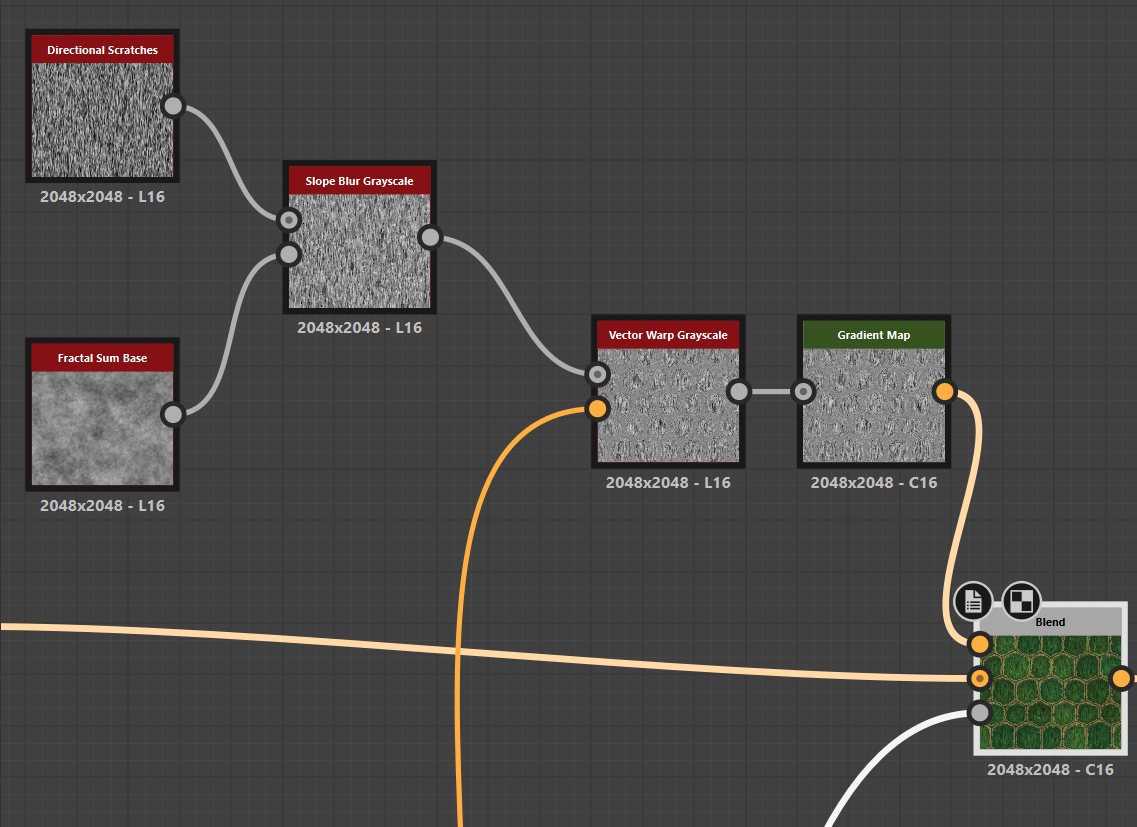 Directional Scratches
2048x2048 - L16
Slope Blur Grayscale
2048x2048 - L16
Fractal Sum Base
2048x2048 - L16
Vector Warp Grayscale
2048x2048 - L16
Gradient Map
2048x2048 - C16
Blend
2048x2048 - C16